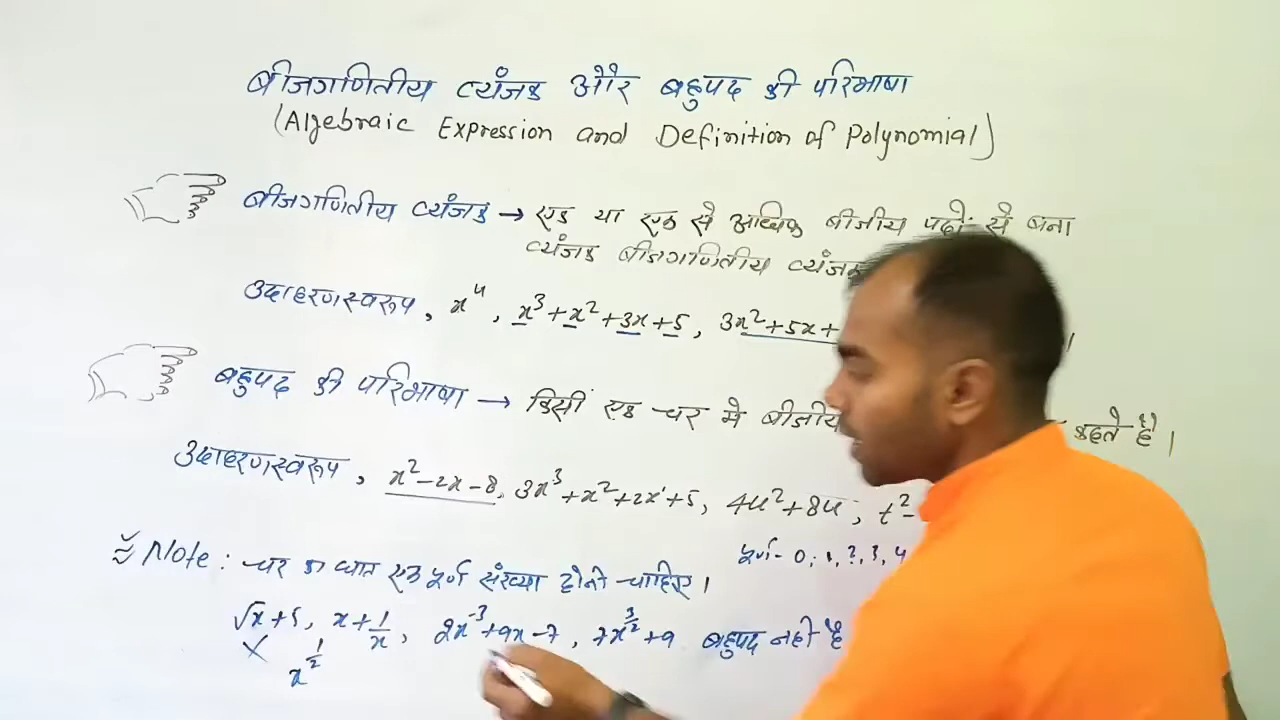 बीजगणितीय व्यंजक और बहुपद की परिभाषा
(Algebraic Expression and Definition of Polynomial)
बीजगणितीय व्यंजक → एक या एक से अधिक बीजीय पदों से बना
व्यंजक बीजगणितीय व्यंजक
उदाहरणस्वरूप, x⁴, x³+x²+3x+5, 3x²+5x+ ।
बहुपद की परिभाषा → किसीं एक चर मे बीजीय कहते है।
उदाहरणस्वरूप, x²-2x-8, 3x³+x²+2x¹+5, 4u²+8u, t²-
Note: चर का घात एक पूर्ण संख्या होनी चाहिए। पूर्ण- 0, 1, 2, 3, 4
√x+5, x+1/x, 2x⁻³+9x-7, 7x^(3/2)+9 बहुपद नहीं है
x^(1/2)